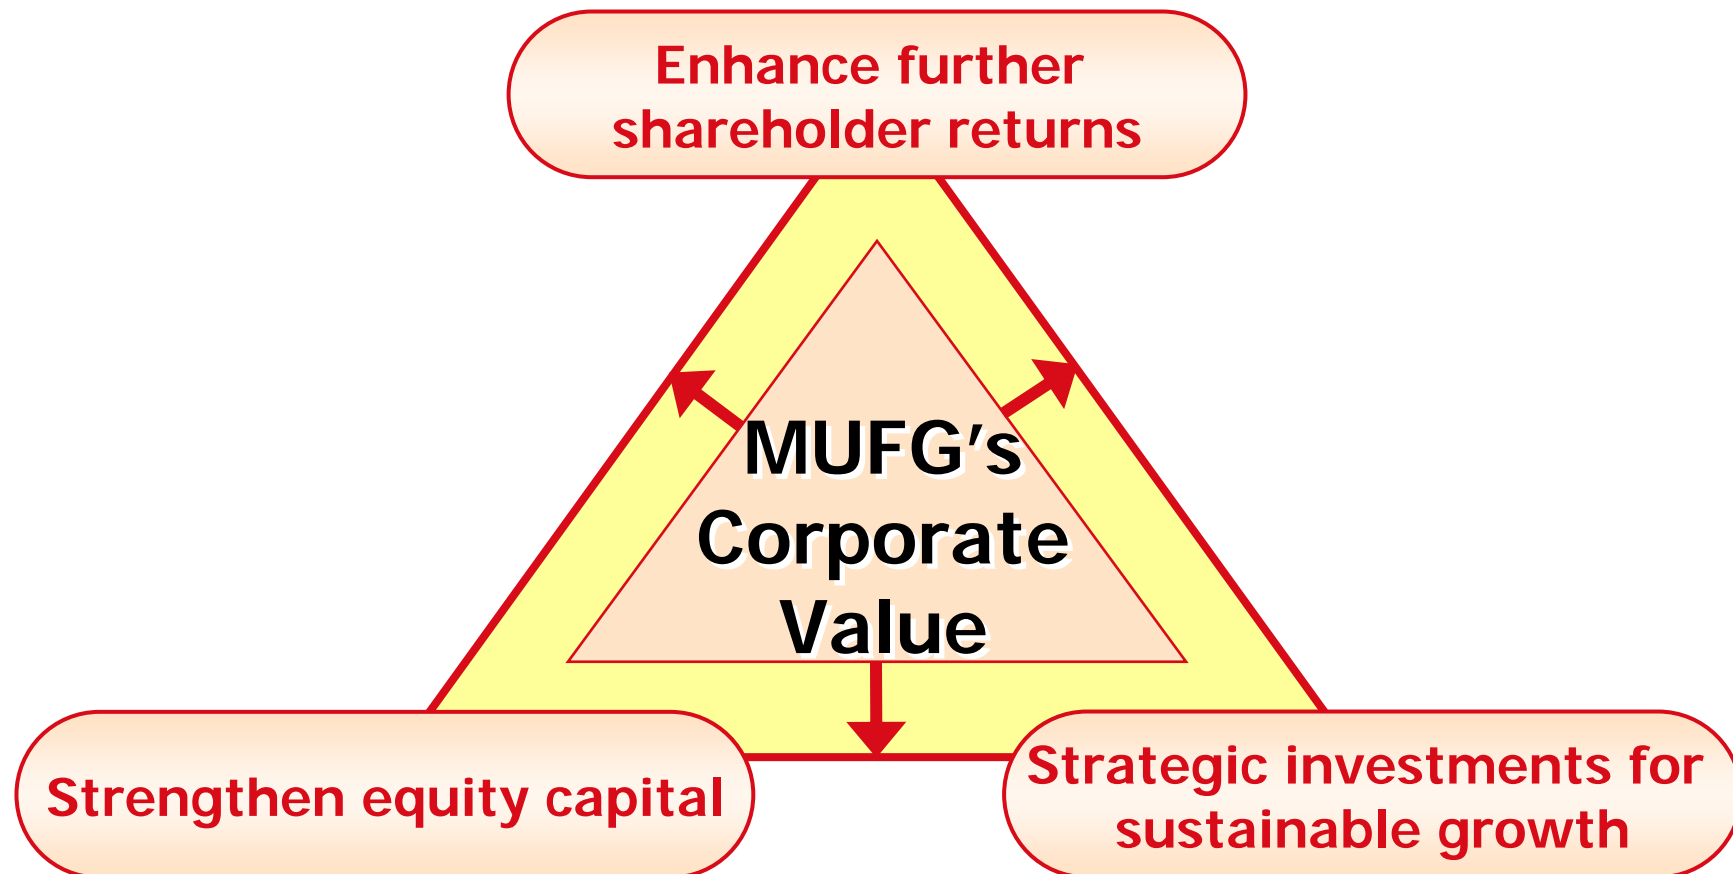 Enhance further
shareholder returns
MUFG's
Corporate
Value
Strengthen equity capital
Strategic investments for
sustainable growth